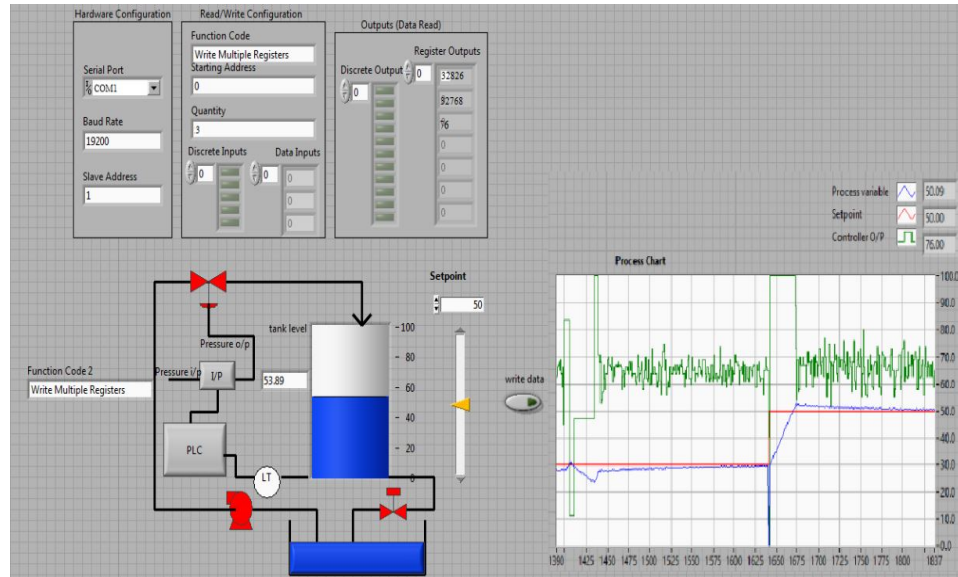 Hardware Configuration
Serial Port
COM1
Baud Rate
19200
Slave Address
1
Read/Write Configuration
Function Code
Write Multiple Registers
Starting Address
0
Quantity
3
Discrete Inputs
Data Inputs
0
0
0
0
0
Outputs (Data Read)
Register Outputs
Discrete Output
0
0
32826
32768
76
0
0
0
0
Process variable
50.09
Setpoint
50.00
Controller O/P
76.00
Process Chart
100.0
90.0
80.0
70.0
60.0
50.0
40.0
30.0
20.0
10.0
0.0
1390 1425 1450 1475 1500 1525 1550 1575 1600 1650 1675 1700 1725 1750 1775 1800 1837
Setpoint
50
tank level
100
80
60
40
20
53.89
Pressure o/p
Pressure i/p
I/P
PLC
LT
Function Code 2
Write Multiple Registers
write data